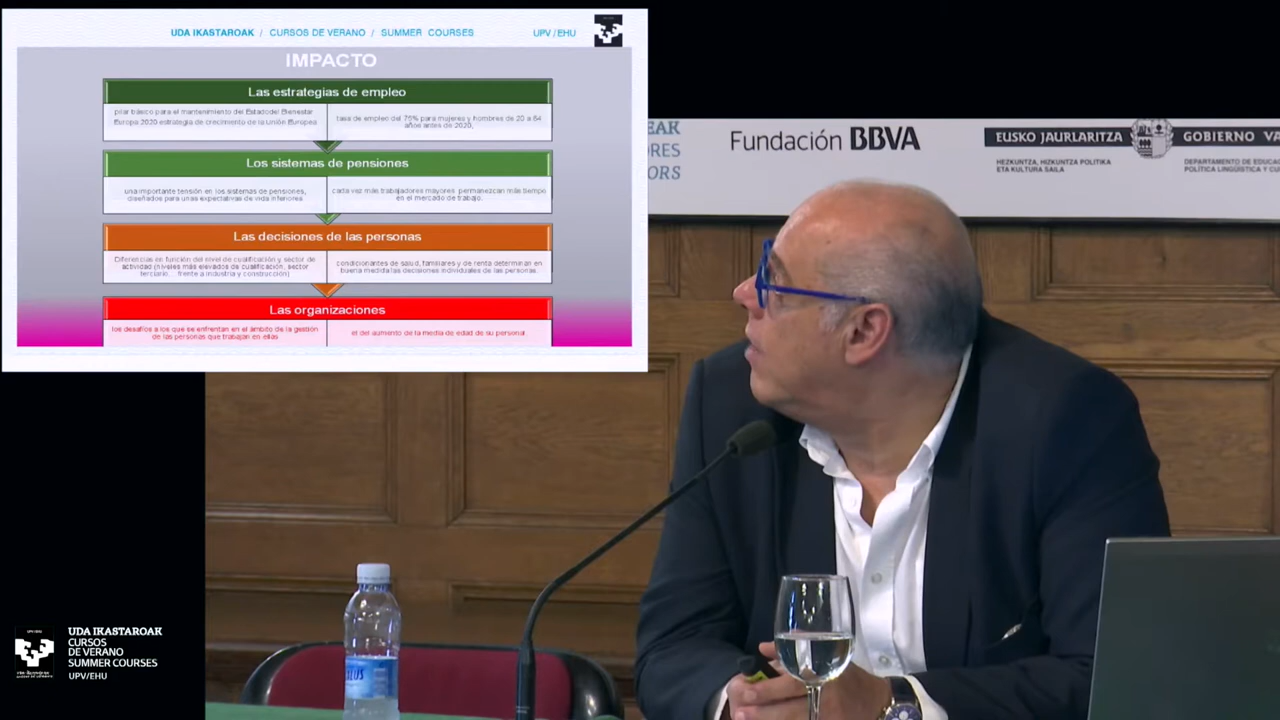 UDA IKASTAROAK / CURSOS DE VERANO / SUMMER COURSES
UPV / EHU
IMPACTO
Las estrategias de empleo
pilar básico para el mantenimiento del Estadodel Bienestar
Europa 2020 estrategia de crecimiento de la Unión Europea
tasa de empleo del 75% para mujeres y hombres de 20 a 64
años antes de 2020,
Los sistemas de pensiones
una importante tensión en los sistemas de pensiones,
diseñados para unas expectativas de vida inferiores
cada vez más trabajadores mayores permanezcan más tiempo
en el mercado de trabajo.
Las decisiones de las personas
Diferencias en función del nivel de cualificación y sector de
actividad (niveles más elevados de cualificación, sector
terciario... frente a industria y construcción)
condicionantes de salud, familiares y de renta determinan en
buena medida las decisiones individuales de las personas.
Las organizaciones
los desafíos a los que se enfrentan en el ámbito de la gestión
de las personas que trabajan en ellas
el del aumento de la media de edad de su personal.
EAK
ORES
ORS
Fundación BBVA
EUSKO JAURLARITZA
GOBIERNO VA
HEZKUNTZA, HIZKUNTZA POLITIKA
ETA KULTURA SAILA
DEPARTAMENTO DE EDUCA
POLÍTICA LINGÜÍSTICA Y CU
UDA IKASTAROAK
CURSOS
DE VERANO
SUMMER COURSES
UPV/EHU